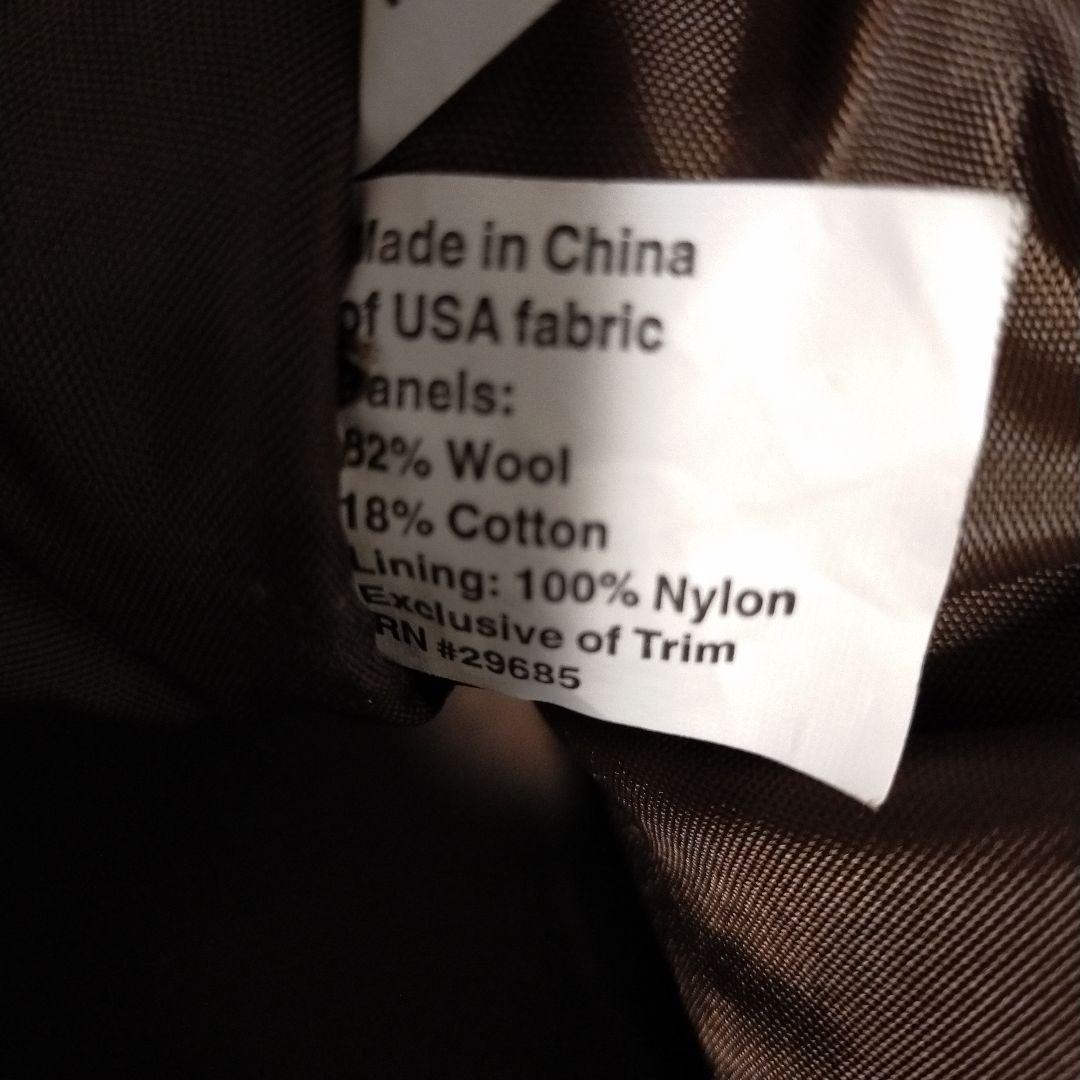 Made in China
of USA fabric
Panels:
82% Wool
18% Cotton
Lining: 100% Nylon
Exclusive of Trim
RN #29685